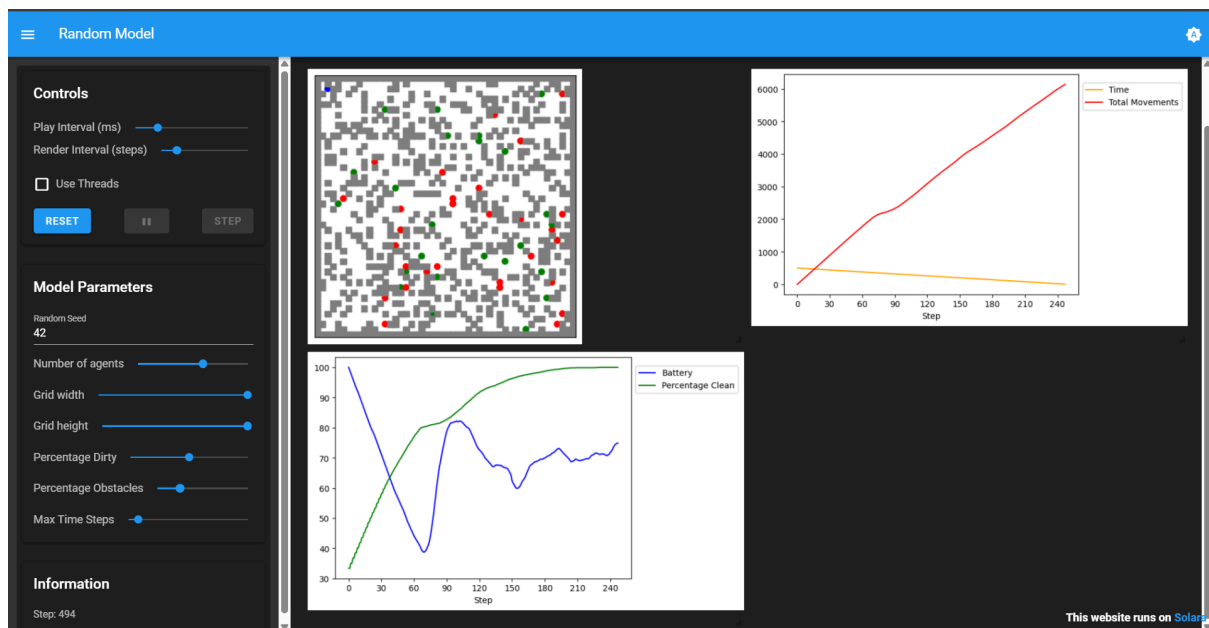 Random Model
A
Controls
Play Interval (ms)
Render Interval (steps)
Use Threads
RESET
STEP
Model Parameters
Random Seed
42
Number of agents
Grid width
Grid height
Percentage Dirty
Percentage Obstacles
Max Time Steps
Information
Step: 494
6000
5000
4000
3000
2000
1000
0
0 30 60 90 120 150 180 210 240
Step
Time
Total Movements
100
90
80
70
60
50
40
30
0 30 60 90 120 150 180 210 240
Step
Battery
Percentage Clean
This website runs on Solara